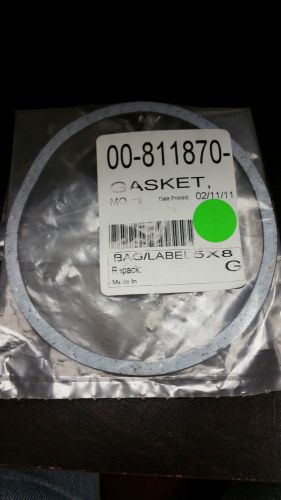 00-811870-
GASKET,
Date Printed: 02/11/11
BAG/LABEL 5X8
Repack: G
Made In